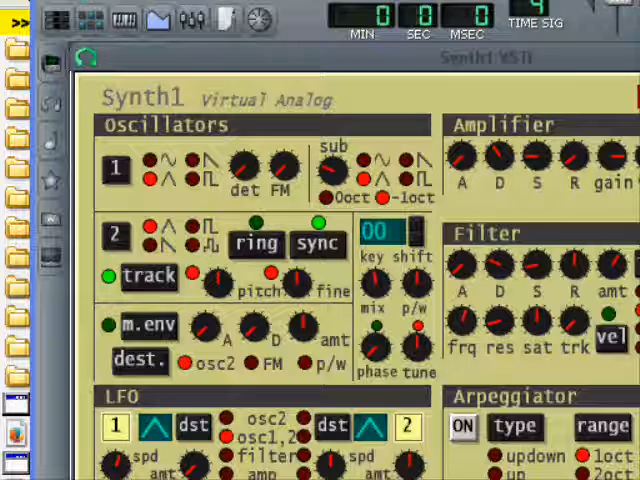 >>
0 0 0 4
MIN SEC MSEC TIME SIG
Synth1 VSTi
Synth1 Virtual Analog
Oscillators
1
det FM
sub
0oct -1oct
2
ring sync
track
pitch fine
00
key shift
mix p/w
phase tune
m.env
A D amt
dest.
osc2 FM p/w
Amplifier
A D S R gain
Filter
A D S R amt
frq res sat trk
vel
LFO
1 dst
osc2
osc1,2
filter
amp
dst 2
spd amt
spd amt
Arpeggiator
ON type range
updown 1oct
up 2oct